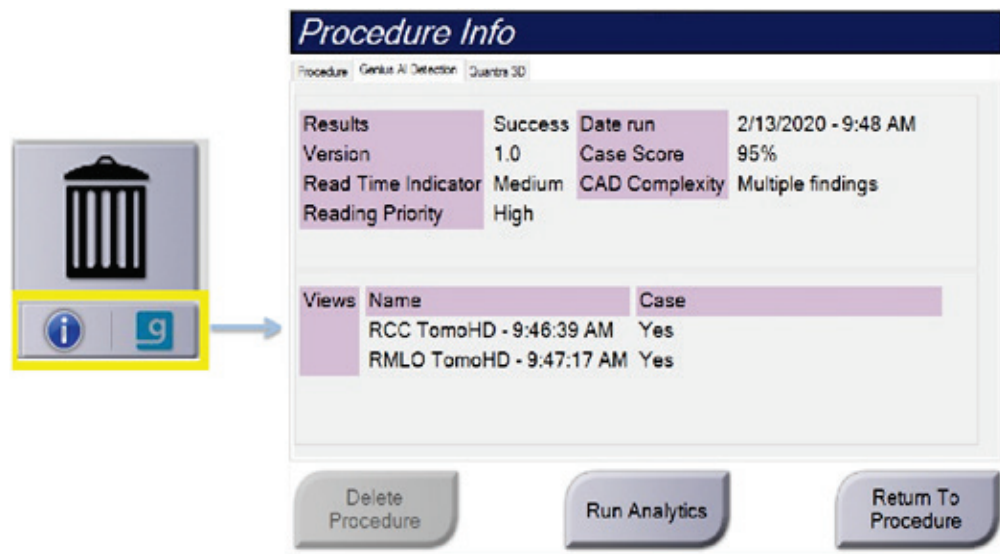 Procedure Info
Procedure Genius AI Detection Quantra 3D
Results Success Date run 2/13/2020 - 9:48 AM
Version 1.0 Case Score 95%
Read Time Indicator Medium CAD Complexity Multiple findings
Reading Priority High
Views Name Case
RCC TomoHD - 9:46:39 AM Yes
RMLO TomoHD - 9:47:17 AM Yes
i g
Delete Procedure Run Analytics Return To Procedure